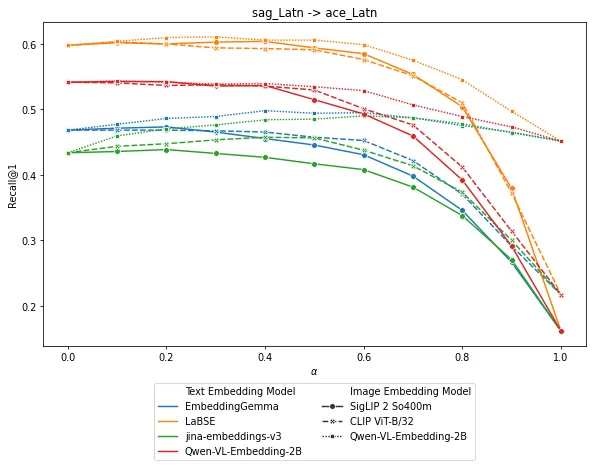 sag_Latn -> ace_Latn
0.6
0.5
0.4
0.3
0.2
Recall@1
0.0 0.2 0.4 0.6 0.8 1.0
α
Text Embedding Model Image Embedding Model
EmbeddingGemma SigLIP 2 So400m
LaBSE CLIP ViT-B/32
jina-embeddings-v3 Qwen-VL-Embedding-2B
Qwen-VL-Embedding-2B